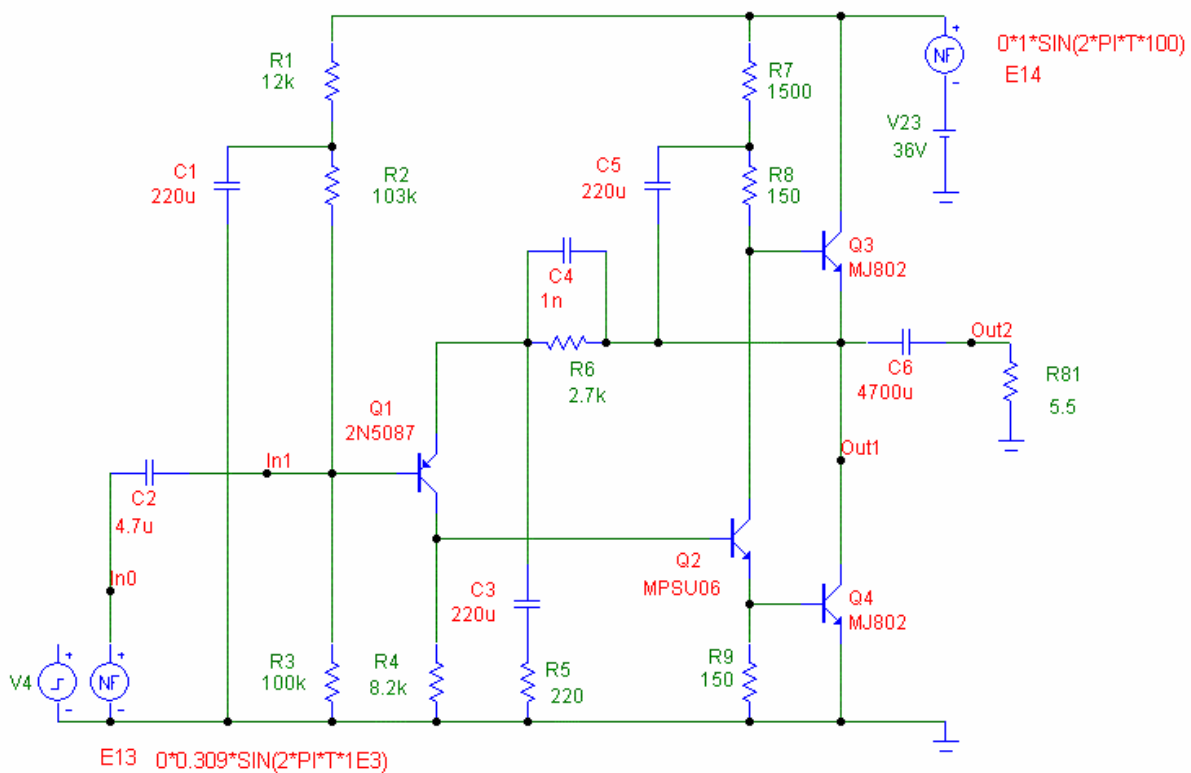 R1
12k
C1
220u
R2
103k
R7
1500
C5
220u
R8
150
NF
+
-
0*1*SIN(2*PI*T*100)
E14
V23
36V
C4
1n
R6
2.7k
Q3
MJ802
Out2
C6
4700u
R81
5.5
Q1
2N5087
In1
C2
4.7u
In0
Out1
Q2
MPSU06
C3
220u
Q4
MJ802
V4
+
-
NF
+
-
R3
100k
R4
8.2k
R5
220
R9
150
E13 0*0.309*SIN(2*PI*T*1E3)